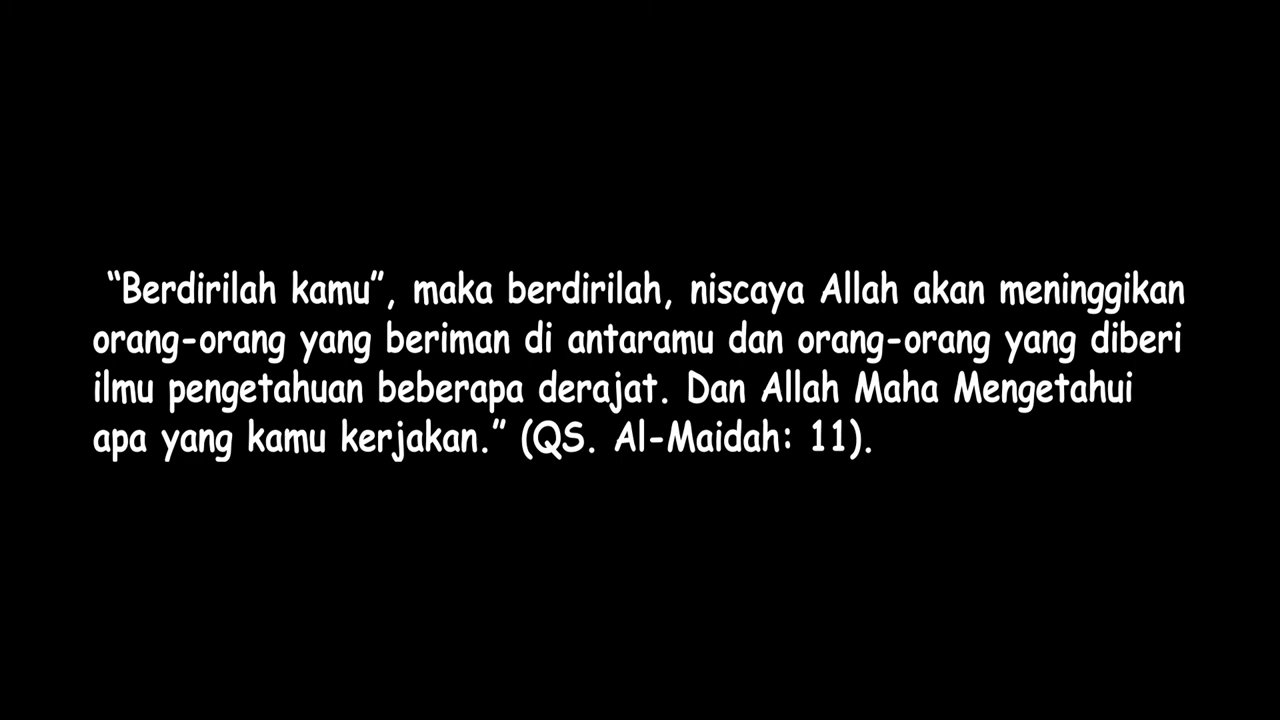 “Berdirilah kamu”, maka berdirilah, niscaya Allah akan meninggikan
orang-orang yang beriman di antaramu dan orang-orang yang diberi
ilmu pengetahuan beberapa derajat. Dan Allah Maha Mengetahui
apa yang kamu kerjakan.” (QS. Al-Maidah: 11).